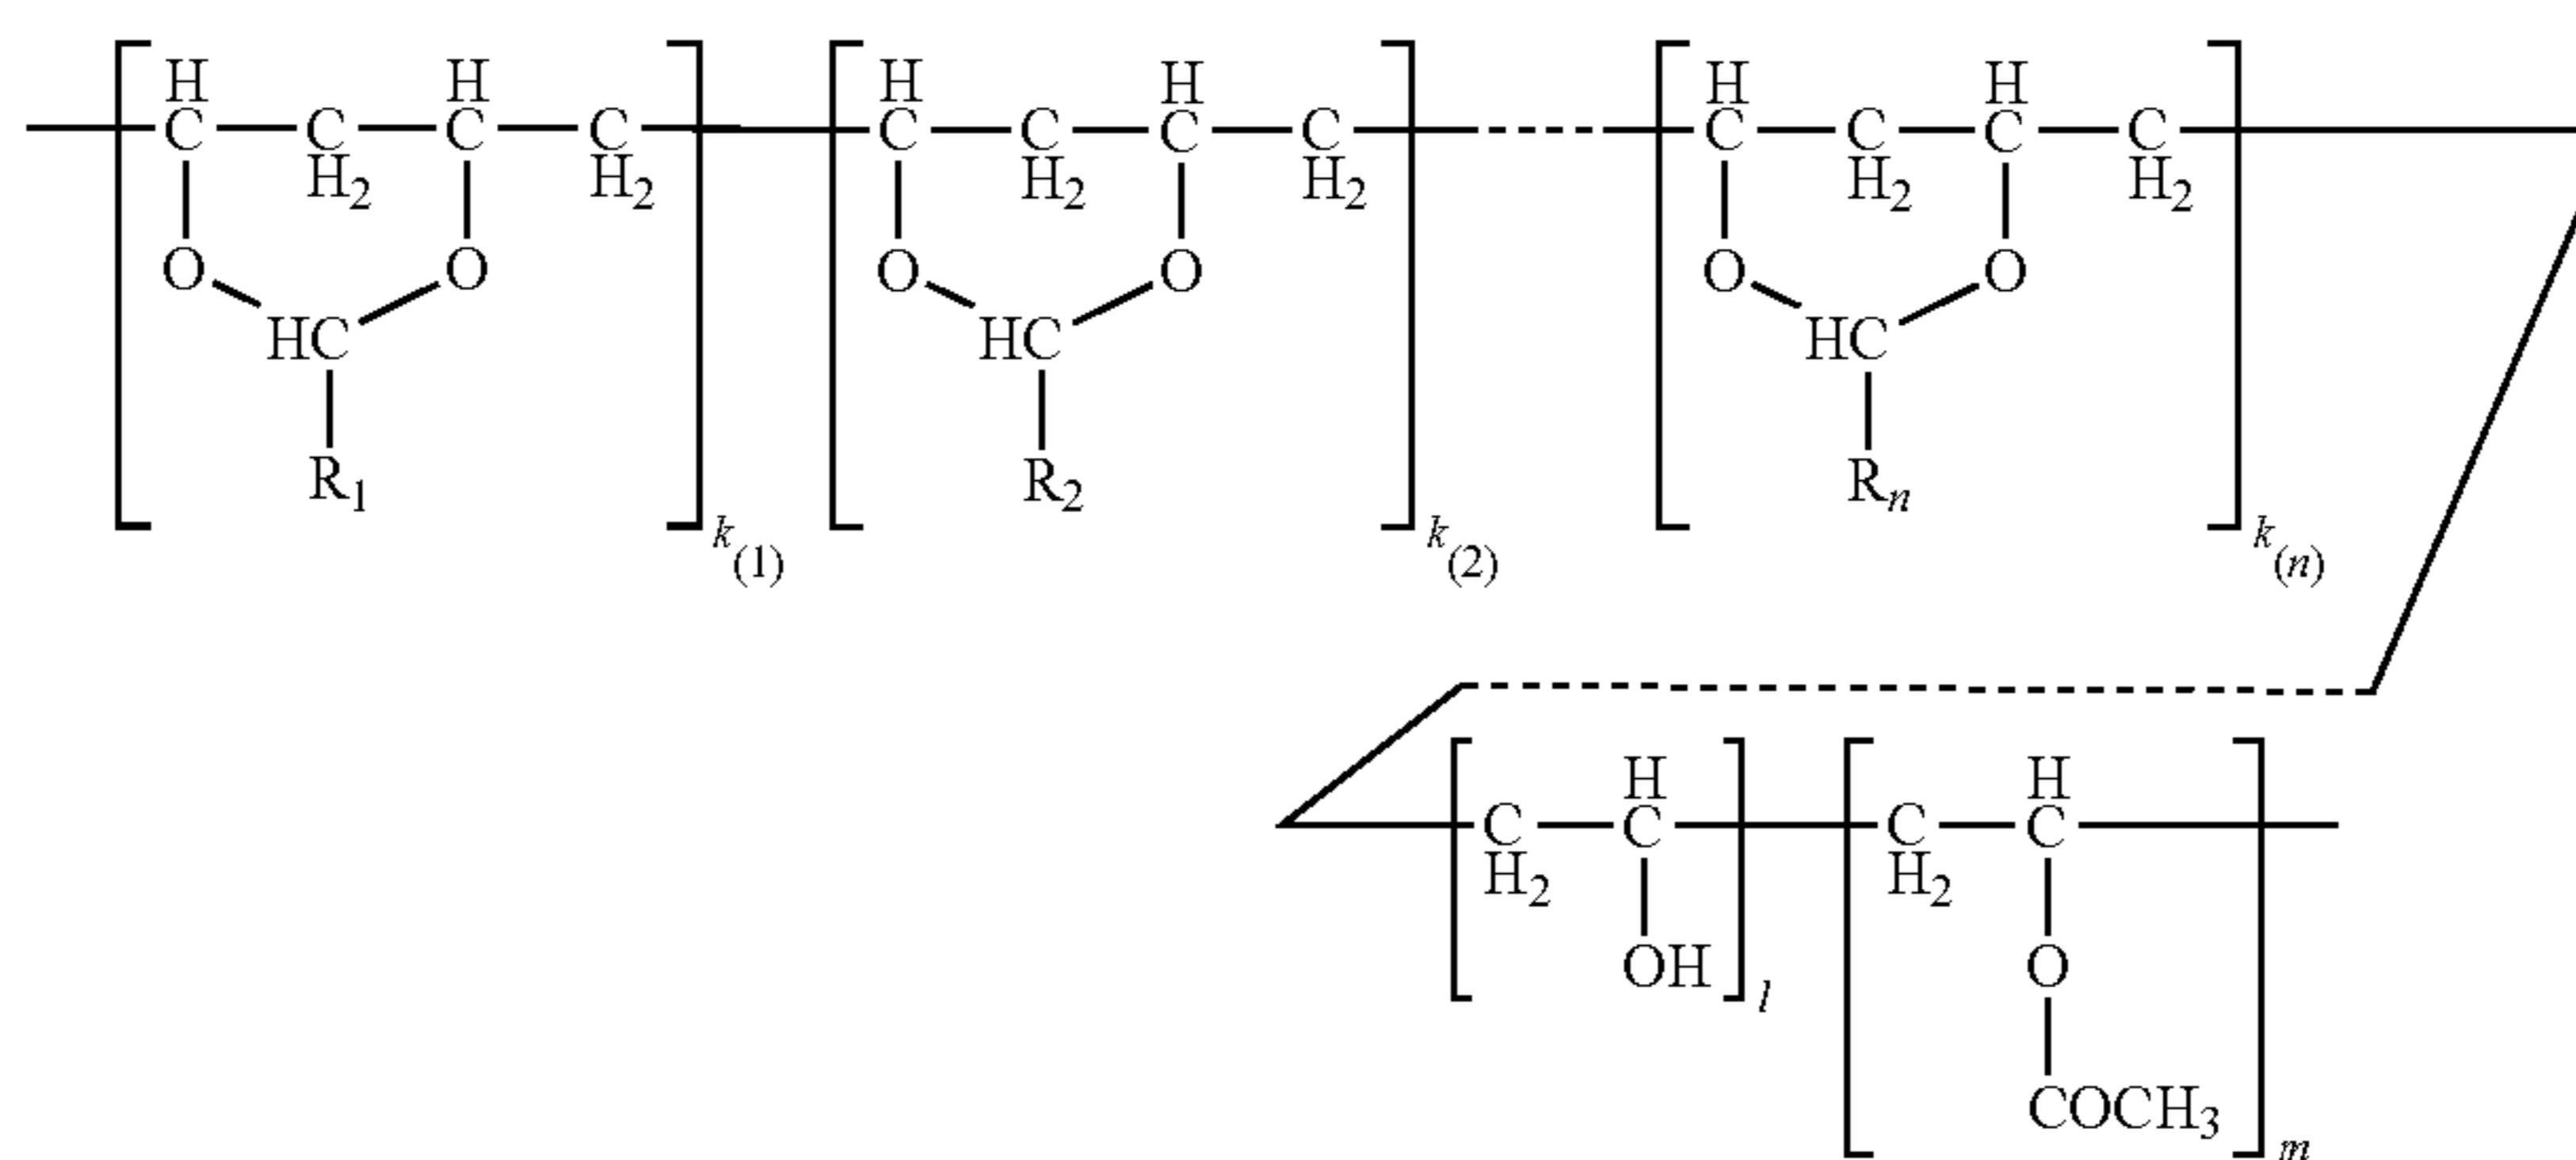 H H H H H H
C C C C C C C C C C C C
H2 H2 H2 H2 H2 H2
O O O O O O
HC HC HC
R1 R2 Rn
k(1) k(2) k(n)
H H
C C C C
H2 H2
OH O
l
COCH3
m